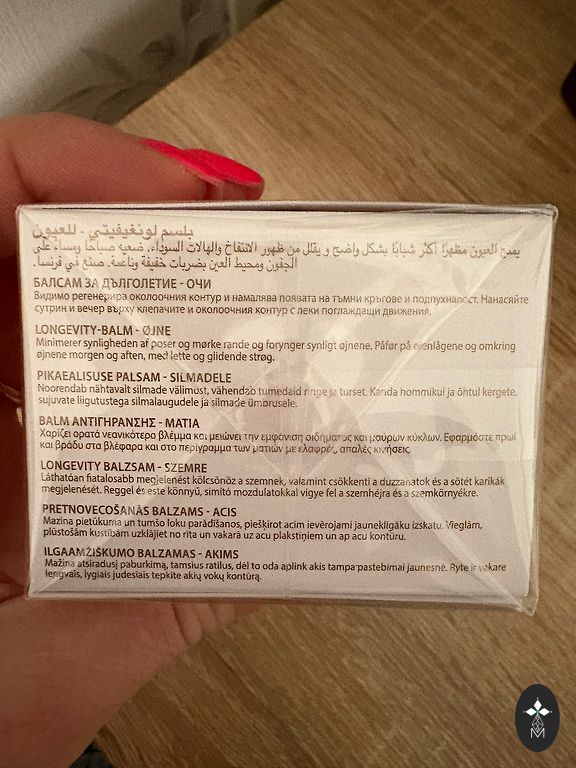 بلسم لونغيفيتي - للعيون
يمنح العيون مظهرًا أكثر شبابًا بشكل واضح و يقلل من ظهور الانتفاخ والهالات السوداء. ضعيه صباحًا ومساءً على
الجفون ومحيط العين بضربات خفيفة وناعمة. صنع في فرنسا.
БАЛСАМ ЗА ДЪЛГОЛЕТИЕ - ОЧИ
Видимо регенерира околоочния контур и намалява появата на тъмни кръгове и подпухналост. Нанасяйте
сутрин и вечер върху клепачите и околоочния контур с леки поглаждащи движения.
LONGEVITY-BALM - ØJNE
Minimerer synligheden af poser og mørke rande og forynger synligt øjnene. Påfør på øjenlågene og omkring
øjnene morgen og aften, med lette og glidende strøg.
PIKAEALISUSE PALSAM - SILMADELE
Noorendab nähtavalt silmade välimust, vähendab tumedaid ringe ja turset. Kanda hommikul ja õhtul kergete,
sujuvate liigutustega silmalaugudele ja silmade ümbrusele.
BALM ΑΝΤΙΓΗΡΑΝΣΗΣ - ΜΑΤΙΑ
Χαρίζει ορατά νεανικότερο βλέμμα και μειώνει την εμφάνιση οιδήματος και μαύρων κύκλων. Εφαρμόστε πρωί
και βράδυ στα βλέφαρα και στο περίγραμμα των ματιών με ελαφρές, απαλές κινήσεις.
LONGEVITY BALZSAM - SZEMRE
Láthatóan fiatalosabb megjelenést kölcsönöz a szemnek, valamint csökkenti a duzzanatok és a sötét karikák
megjelenését. Reggel és este könnyű, simító mozdulatokkal vigye fel a szemhéjra és a szemkörnyékre.
PRETNOVECOŠANĀS BALZAMS - ACIS
Mazina pietūkuma un tumšo loku parādīšanos, piešķirot acīm ievērojami jauneklīgāku izskatu. Vieglām,
plūstošām kustībām uzklājiet no rīta un vakarā uz acu plakstiņiem un ap acu kontūru.
ILGAAMŽIŠKUMO BALZAMAS - AKIMS
Mažina atsiradusį paburkimą, tamsius ratilus, dėl to oda aplink akis tampa pastebimai jaunesnė. Ryte ir vakare
lengvais, lygiais judesiais tepkite akių vokų kontūrą.
M